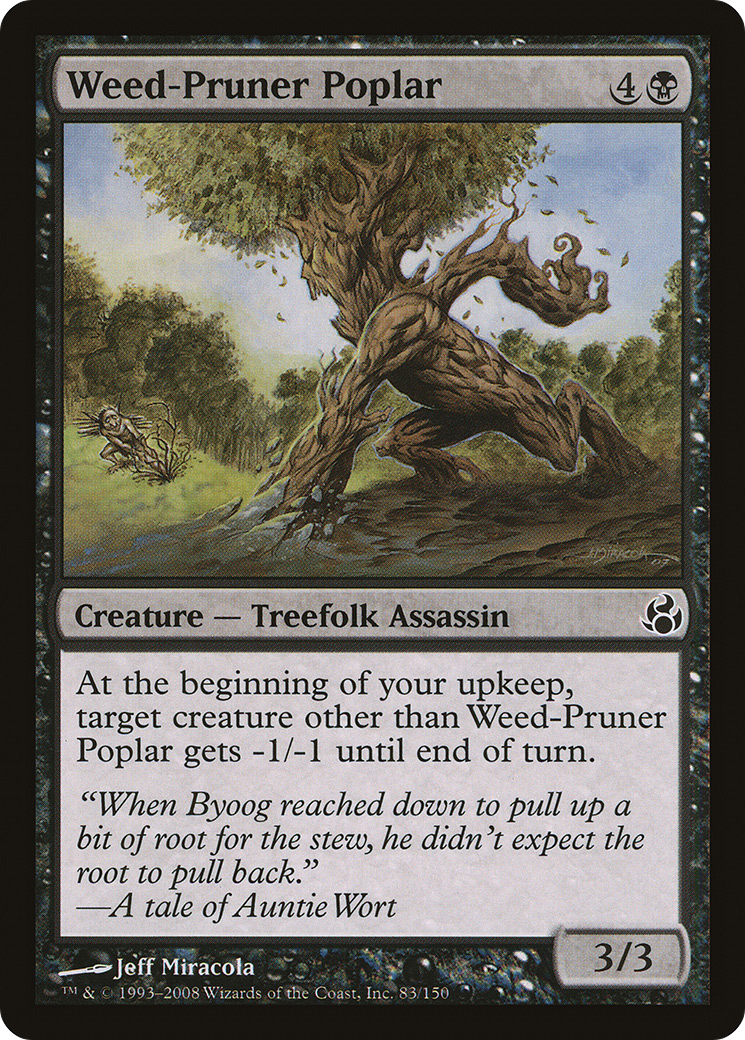 Weed-Pruner Poplar
4
Creature — Treefolk Assassin
At the beginning of your upkeep,
target creature other than Weed-Pruner
Poplar gets -1/-1 until end of turn.
“When Byoog reached down to pull up a
bit of root for the stew, he didn’t expect the
root to pull back.”
—A tale of Auntie Wort
3/3
Jeff Miracola
™ & © 1993–2008 Wizards of the Coast, Inc. 83/150